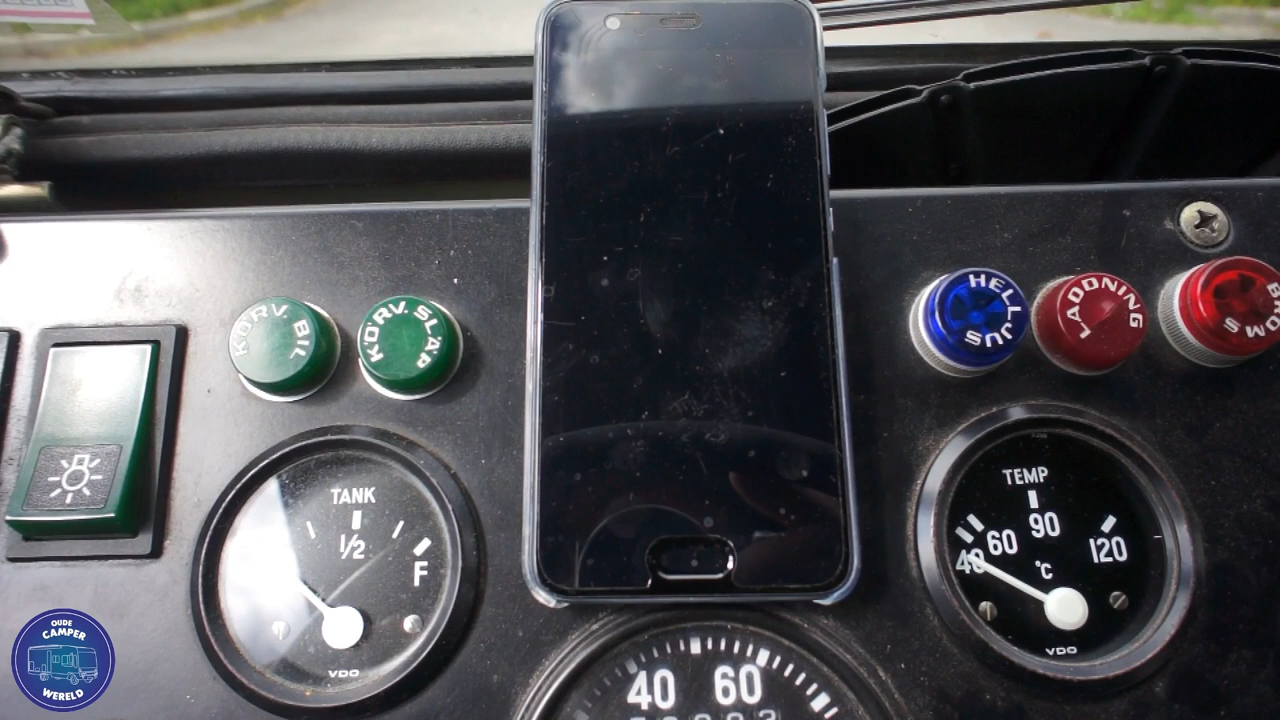 KÖRV. BIL
KÖRV. SLÄP
HELLJUS
LADDNING
BROMS
TANK
1/2
F
VDO
40 60
TEMP
40 60 90 120
°C
VDO
OUDE
CAMPER
WERELD